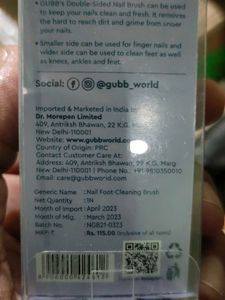 • GUBB's Double-Sided Nail Brush can be used
to keep your nails clean and fresh. It removes
the hard to reach dirt and grime from under
your nails.
• Smaller side can be used for finger nails and
wider side can be used to clean feet as well
as knees, ankles and feet.
Social: @gubb_world
Imported & Marketed in India by
Dr. Morepen Limited
409, Antriksh Bhawan, 22 K.G. Marg
New Delhi-110001
Website: www.gubbworld.com
Country of Origin: PRC
Contact Customer Care At:
Address: 409, Antriksh Bhawan, 22 K.G. Marg
New Delhi-110001 | Phone: +91 9810350010
Email: care@gubbworld.com
Generic Name : Nail Foot Cleaning Brush
Net Quantity : 1N
Month of Import : April 2023
Month of Mfg. : March 2023
Batch No. : NGB21-0323
MRP ₹ : Rs. 115.00 (Inclusive of all taxes)